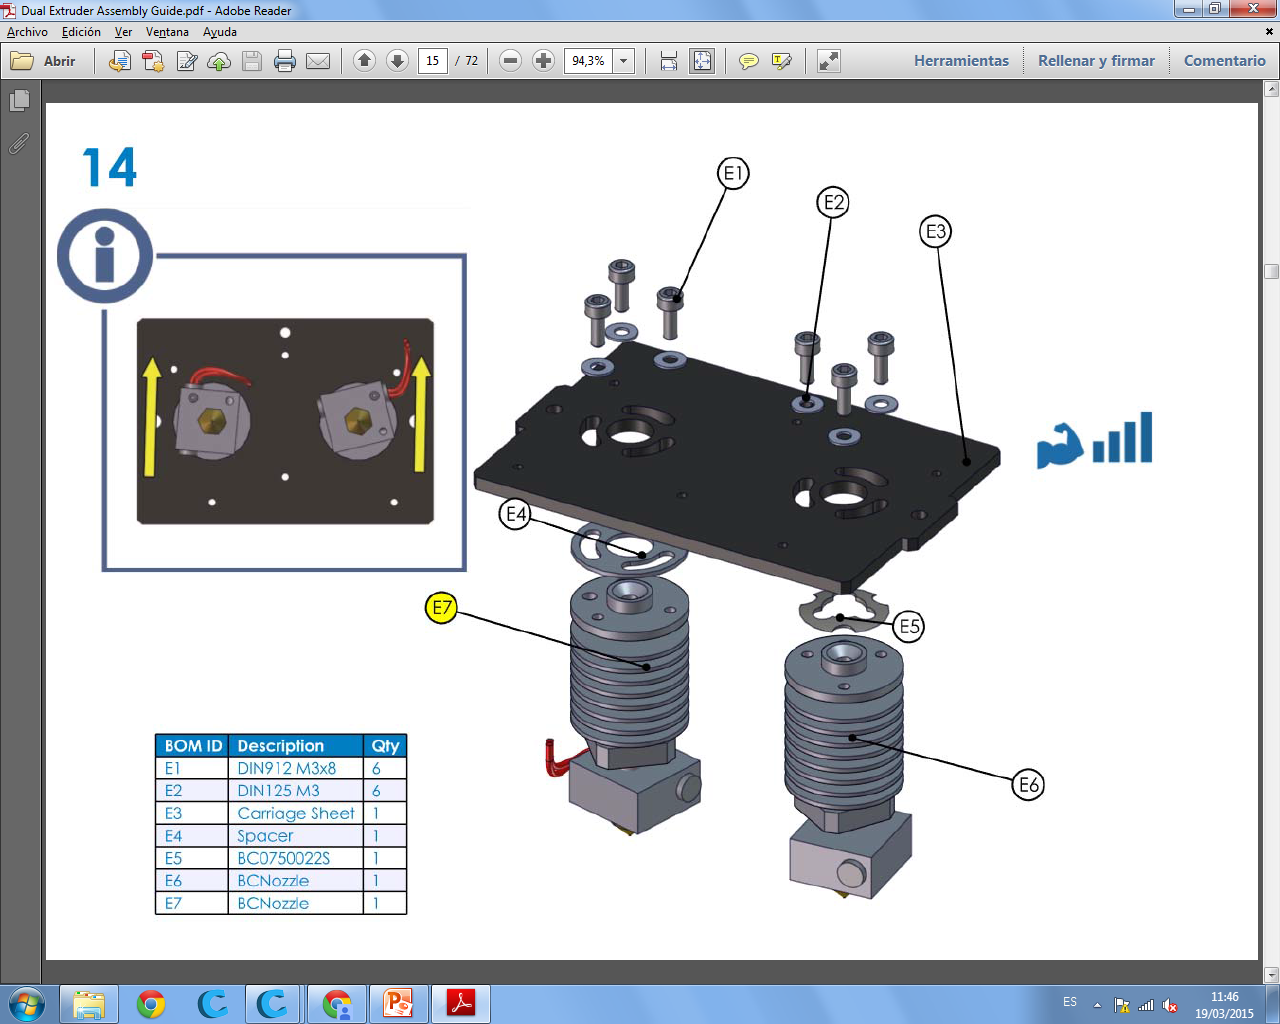 Dual Extruder Assembly Guide.pdf - Adobe Reader
Archivo Edición Ver Ventana Ayuda
Abrir 15 / 72 94,3% Herramientas Rellenar y firmar Comentario
14
E1
E2
E3
E4
E7
E5
E6
BOM ID Description Qty
E1 DIN912 M3x8 6
E2 DIN125 M3 6
E3 Carriage Sheet 1
E4 Spacer 1
E5 BC0750022S 1
E6 BCNozzle 1
E7 BCNozzle 1
ES 11:46
19/03/2015